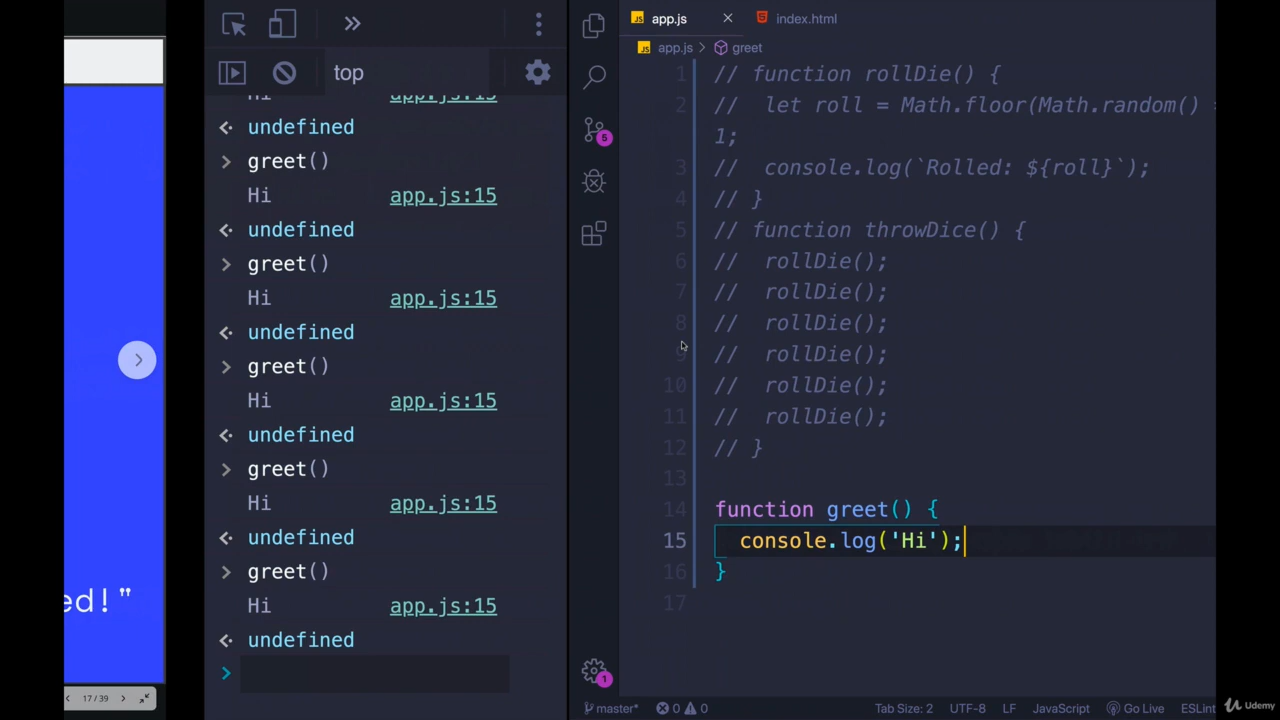 ed!"
17 / 39
top
Hi app.js:15
undefined
greet()
Hi app.js:15
undefined
greet()
Hi app.js:15
undefined
greet()
Hi app.js:15
undefined
greet()
Hi app.js:15
undefined
greet()
Hi app.js:15
undefined
JS app.js
index.html
JS app.js > greet
1 // function rollDie() {
2 //  let roll = Math.floor(Math.random()
1;
3 //  console.log(`Rolled: ${roll}`);
4 // }
5 // function throwDice() {
6 //  rollDie();
7 //  rollDie();
8 //  rollDie();
9 //  rollDie();
10 //  rollDie();
11 //  rollDie();
12 // }
13
14 function greet() {
15   console.log('Hi');
16 }
17
5
1
master* 0 0 Tab Size: 2 UTF-8 LF JavaScript Go Live ESLint
Udemy